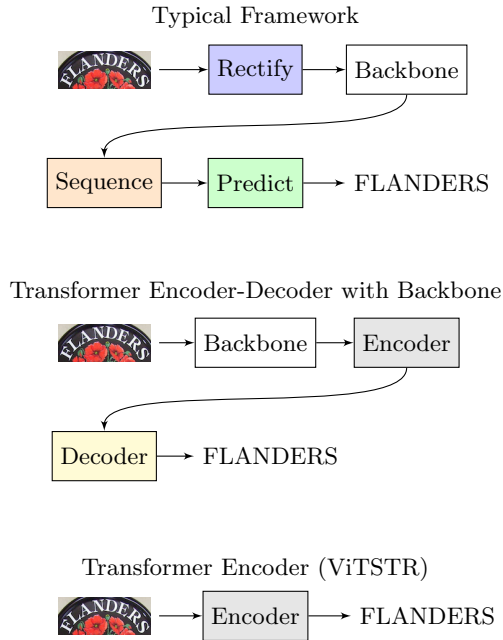 Typical Framework
FLANDERS Rectify Backbone
Sequence Predict FLANDERS
Transformer Encoder-Decoder with Backbone
FLANDERS Backbone Encoder
Decoder FLANDERS
Transformer Encoder (ViTSTR)
FLANDERS Encoder FLANDERS